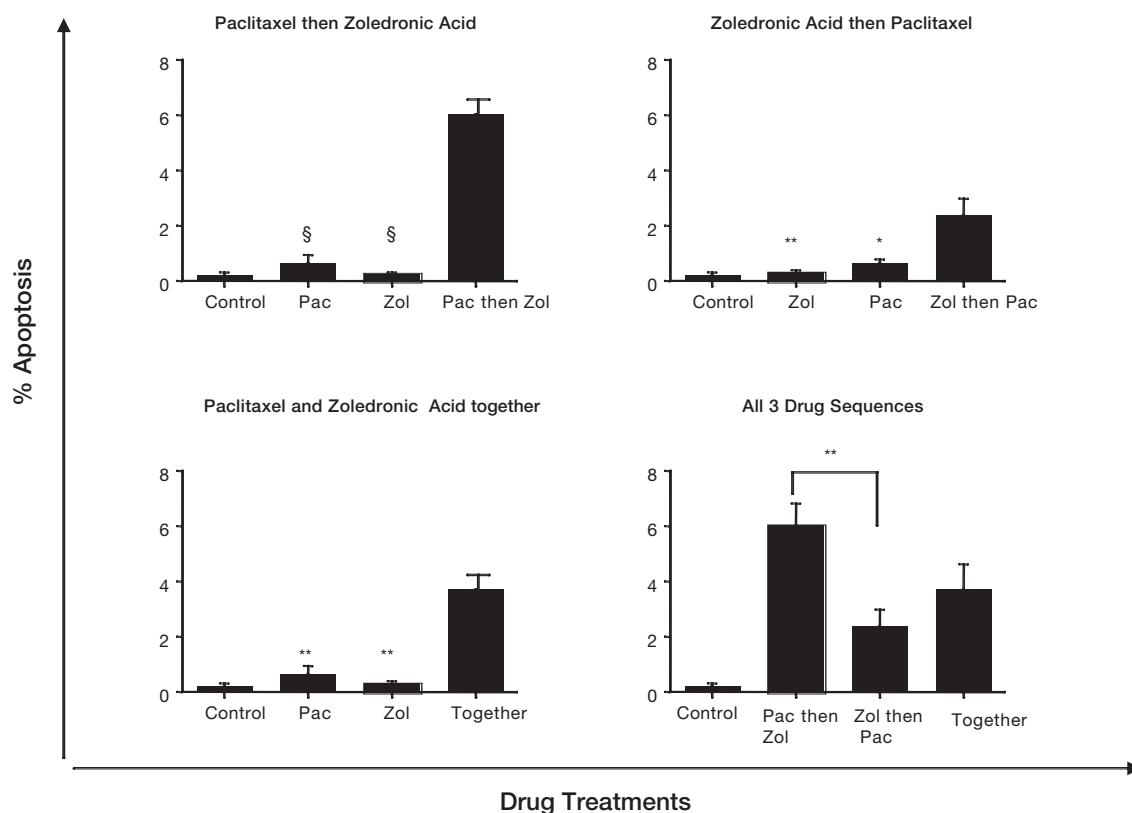 Paclitaxel then Zoledronic Acid
8
6
4
2
0
§
§
Control
Pac
Zol
Pac then Zol
Zoledronic Acid then Paclitaxel
8
6
4
2
0
**
*
Control
Zol
Pac
Zol then Pac
% Apoptosis
Paclitaxel and Zoledronic Acid together
8
6
4
2
0
**
**
Control
Pac
Zol
Together
All 3 Drug Sequences
8
6
4
2
0
**
Control
Pac then
Zol
Zol then
Pac
Together
Drug Treatments